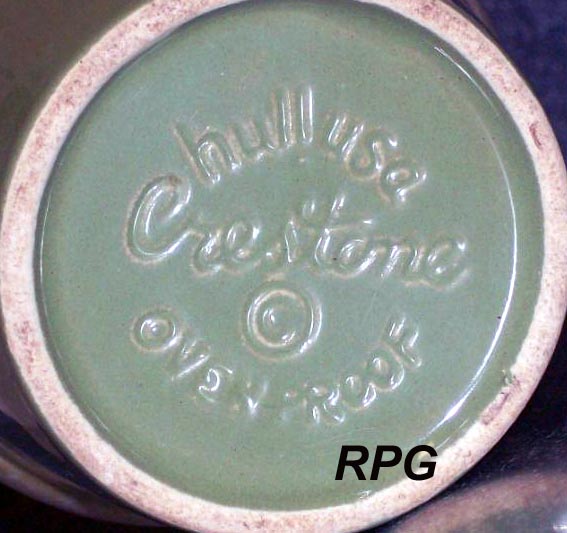 hull usa
Crestone
©
OVEN-PROOF
RPG